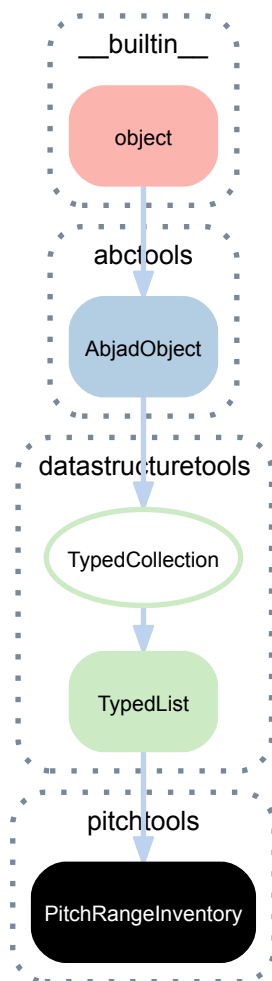 __builtin__
object
abctools
AbjadObject
datastructuretools
TypedCollection
TypedList
pitchtools
PitchRangeInventory